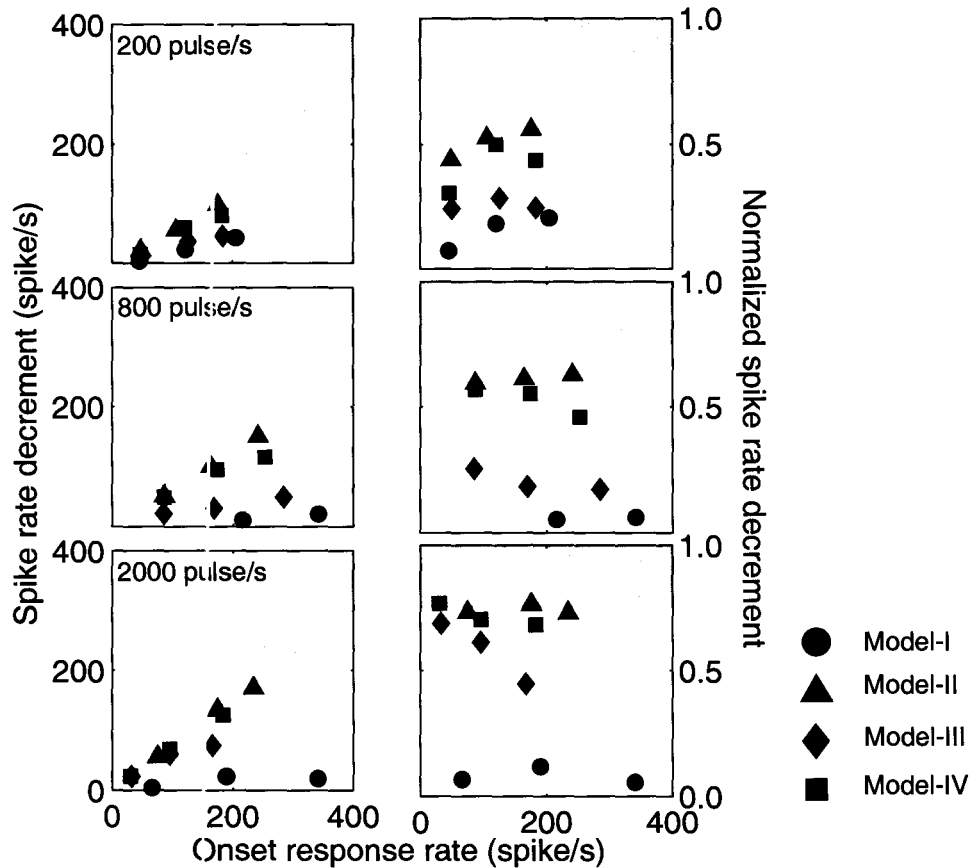 400
200 pulse/s
200
1.0
0.5
400
800 pulse/s
200
1.0
0.5
400
2000 pulse/s
200
0
1.0
0.5
0.0
0
200
400
0
200
400
Spike rate decrement (spike/s)
Normalized spike rate decrement
Onset response rate (spike/s)
Model-I
Model-II
Model-III
Model-IV